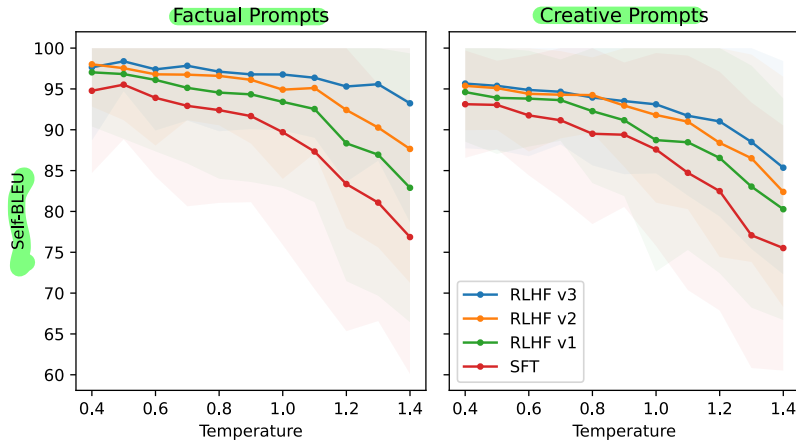 Factual Prompts
Creative Prompts
Self-BLEU
100
95
90
85
80
75
70
65
60
0.4 0.6 0.8 1.0 1.2 1.4
Temperature
RLHF v3
RLHF v2
RLHF v1
SFT
0.4 0.6 0.8 1.0 1.2 1.4
Temperature